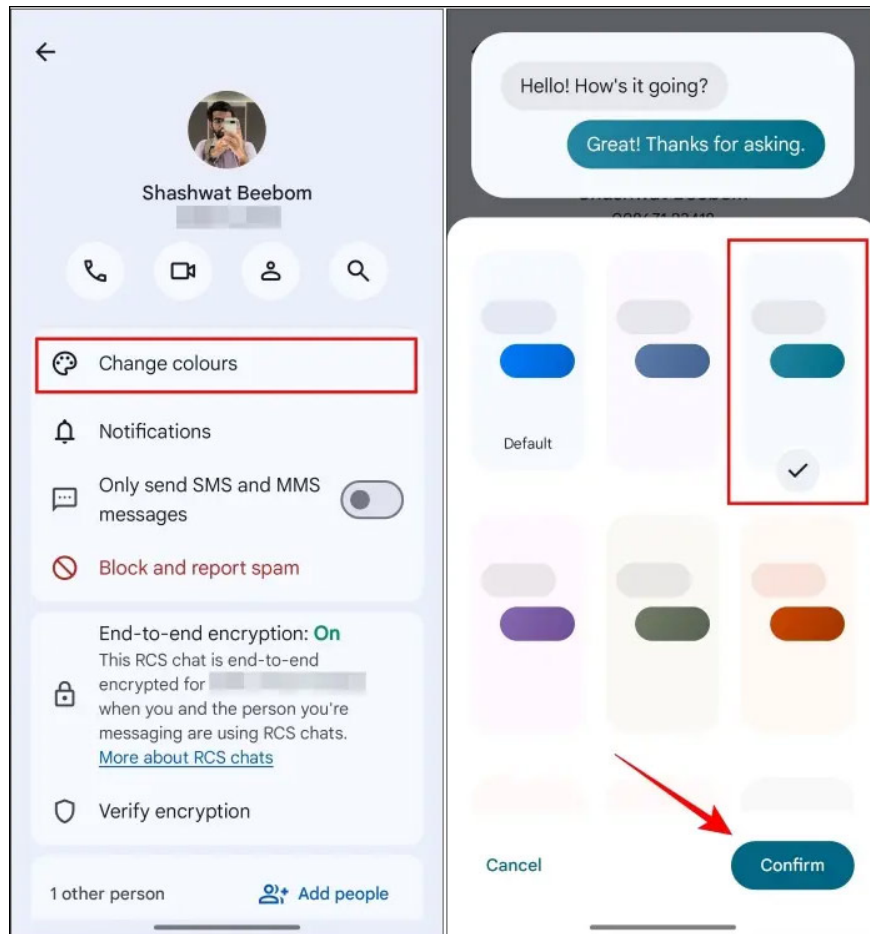 Shashwat Beebom
Change colours
Notifications
Only send SMS and MMS
messages
Block and report spam
End-to-end encryption: On
This RCS chat is end-to-end
encrypted for
when you and the person you're
messaging are using RCS chats.
More about RCS chats
Verify encryption
1 other person
Add people
Hello! How's it going?
Great! Thanks for asking.
Default
Cancel
Confirm